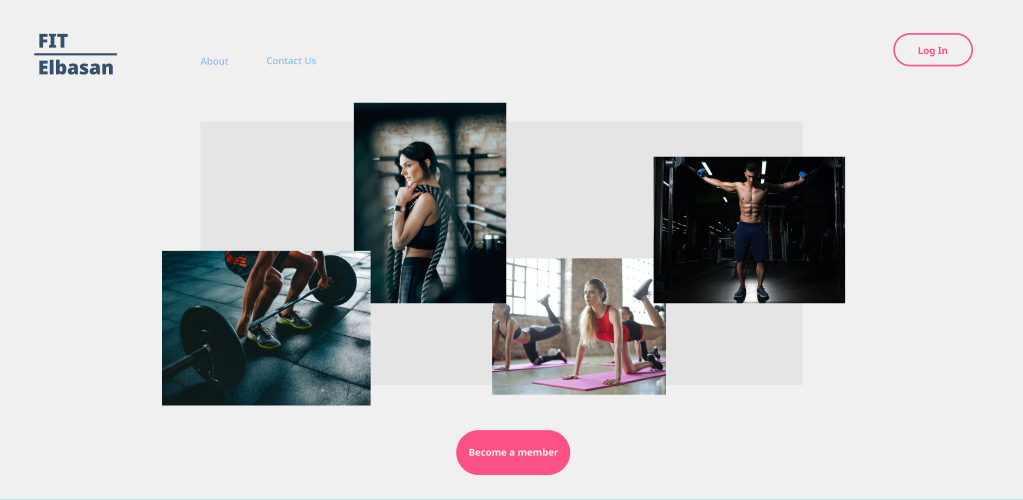 FIT
Elbasan
About
Contact Us
Log In
Become a member